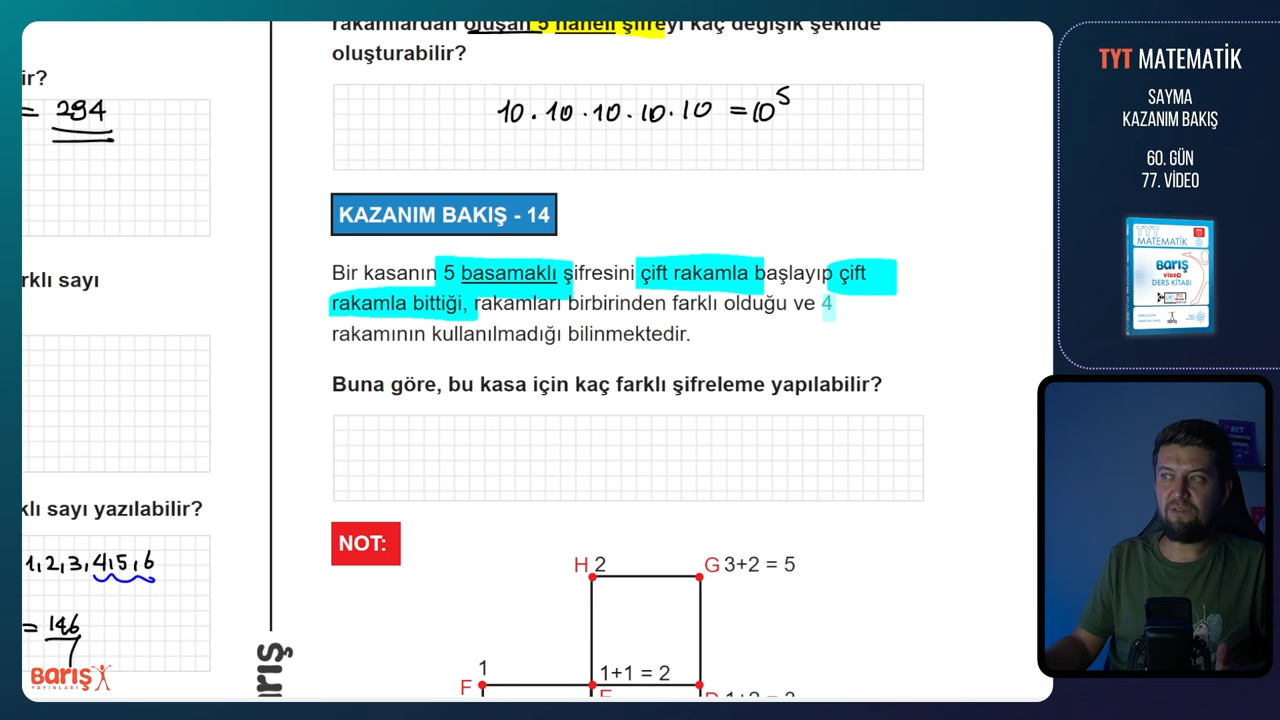 rakamlardan oluşan 5 haneli şifreyi kaç değişik şekilde
oluşturabilir?
10 . 10 . 10 . 10 . 10 = 10⁵
KAZANIM BAKIŞ - 14
Bir kasanın 5 basamaklı şifresini çift rakamla başlayıp çift
rakamla bittiği, rakamları birbirinden farklı olduğu ve 4
rakamının kullanılmadığı bilinmektedir.
Buna göre, bu kasa için kaç farklı şifreleme yapılabilir?
NOT:
H 2
G 3+2 = 5
1
1+1 = 2
F
ir?
= 294
rklı sayı
klı sayı yazılabilir?
1,2,3,4,5,6
= 146
BARIŞ
YAYINLARI
rış
TYT MATEMATİK
SAYMA
KAZANIM BAKIŞ
60. GÜN
77. VİDEO
TYT
MATEMATİK
BARIŞ
VİDEO
DERS KİTABI